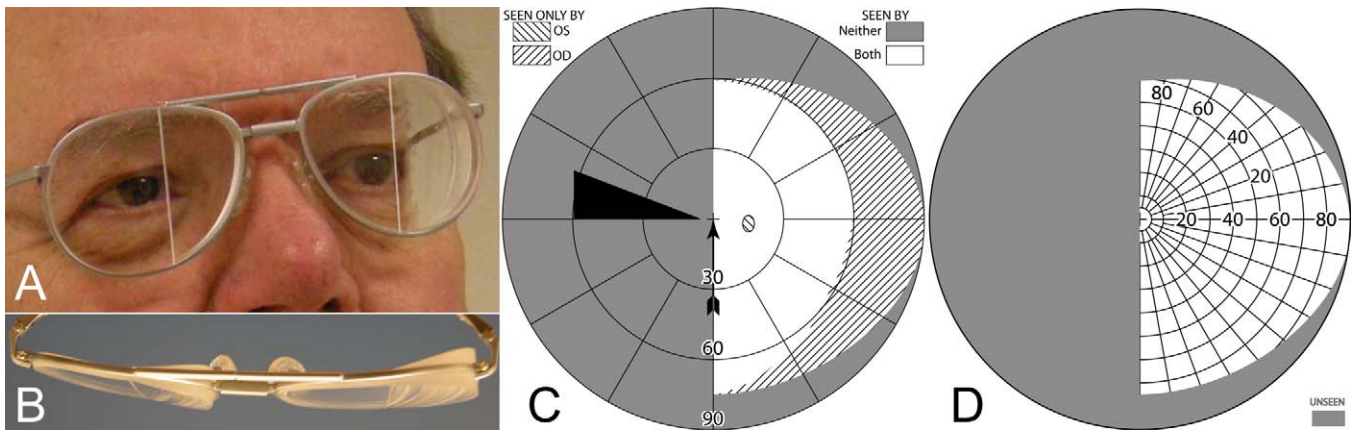 A
B
SEEN ONLY BY
OS
OD
SEEN BY
Neither
Both
30
60
90
C
80
60
40
20
20 40 60 80
D
UNSEEN